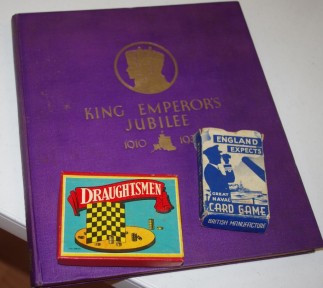 KING EMPEROR'S
JUBILEE
1910
DRAUGHTSMEN
ENGLAND
EXPECTS
GREAT
NAVAL
CARD GAME
BRITISH MANUFACTURE